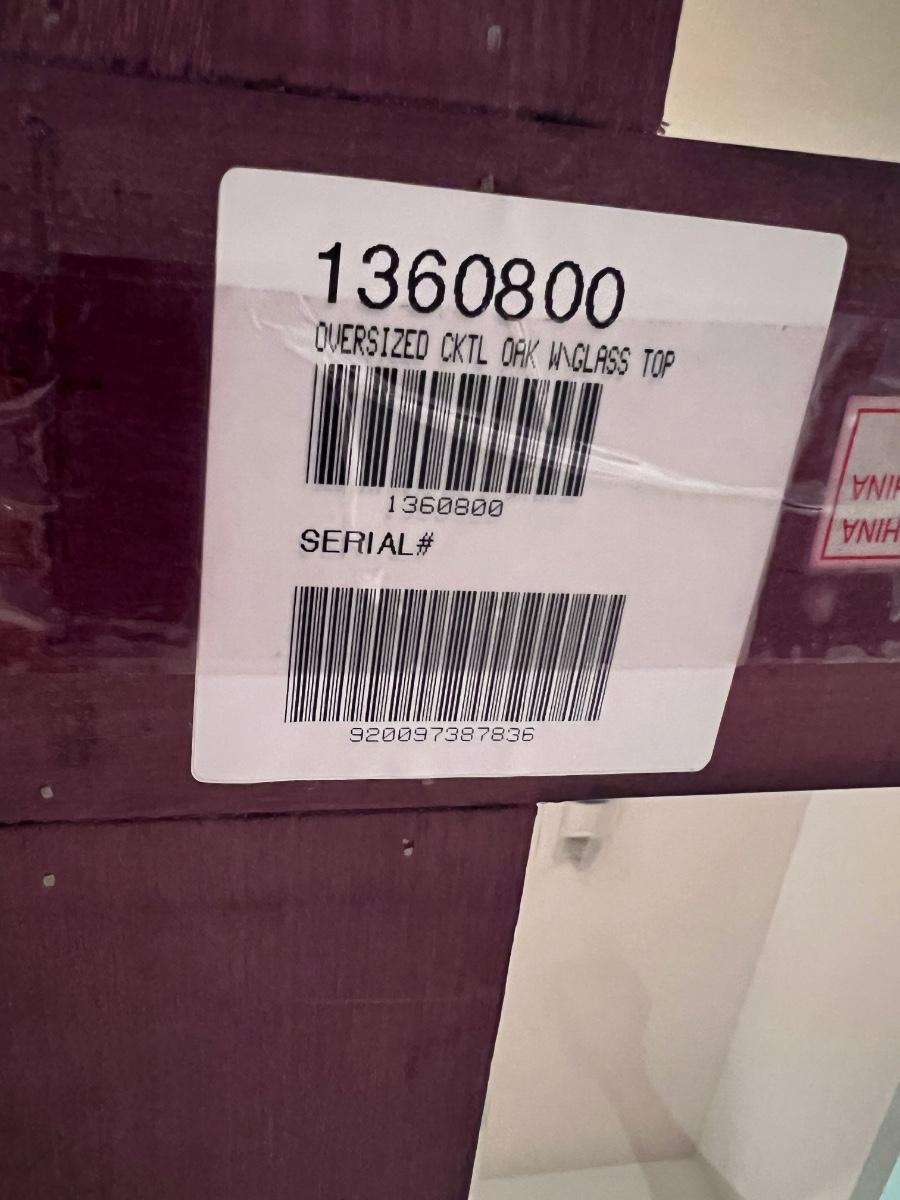 1360800
OVERSIZED CKTL OAK W\GLASS TOP
1360800
SERIAL#
920097387836